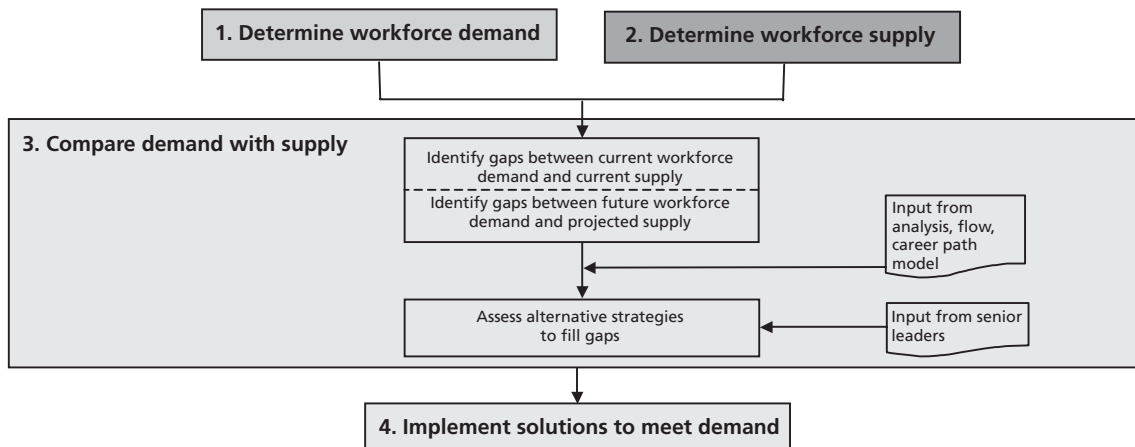 1. Determine workforce demand
2. Determine workforce supply
3. Compare demand with supply
Identify gaps between current workforce
demand and current supply
Identify gaps between future workforce
demand and projected supply
Input from
analysis, flow,
career path
model
Assess alternative strategies
to fill gaps
Input from senior
leaders
4. Implement solutions to meet demand